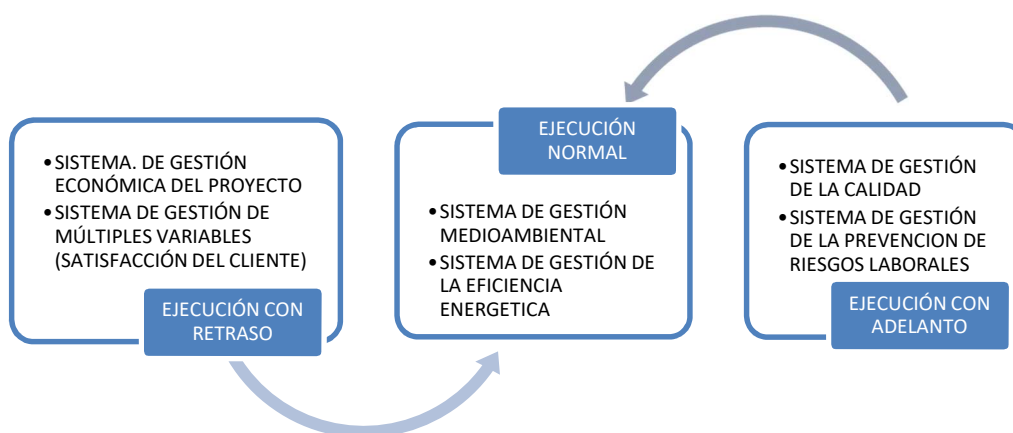 •SISTEMA. DE GESTIÓN
ECONÓMICA DEL PROYECTO
•SISTEMA DE GESTIÓN DE
MÚLTIPLES VARIABLES
(SATISFACCIÓN DEL CLIENTE)
EJECUCIÓN CON
RETRASO
EJECUCIÓN
NORMAL
•SISTEMA DE GESTIÓN
MEDIOAMBIENTAL
•SISTEMA DE GESTIÓN DE
LA EFICIENCIA
ENERGETICA
•SISTEMA DE GESTIÓN
DE LA CALIDAD
•SISTEMA DE GESTIÓN
DE LA PREVENCION DE
RIESGOS LABORALES
EJECUCIÓN CON
ADELANTO